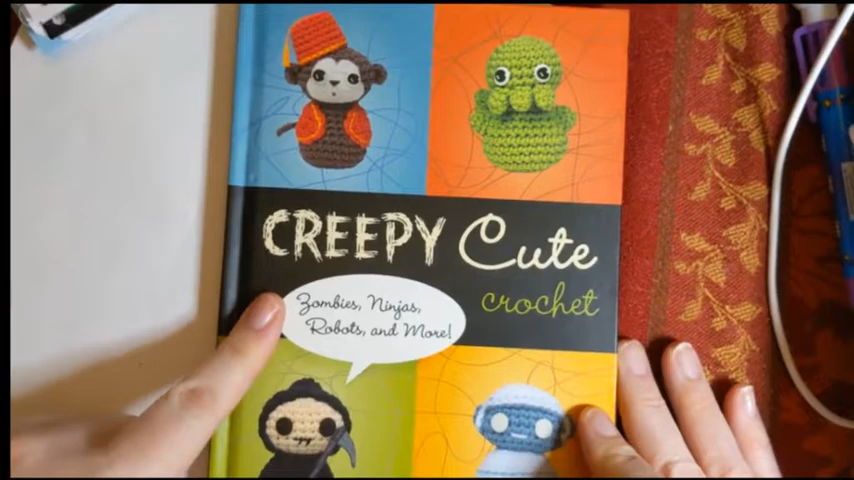 CREEPY Cute
crochet
Zombies, Ninjas,
Robots, and More!